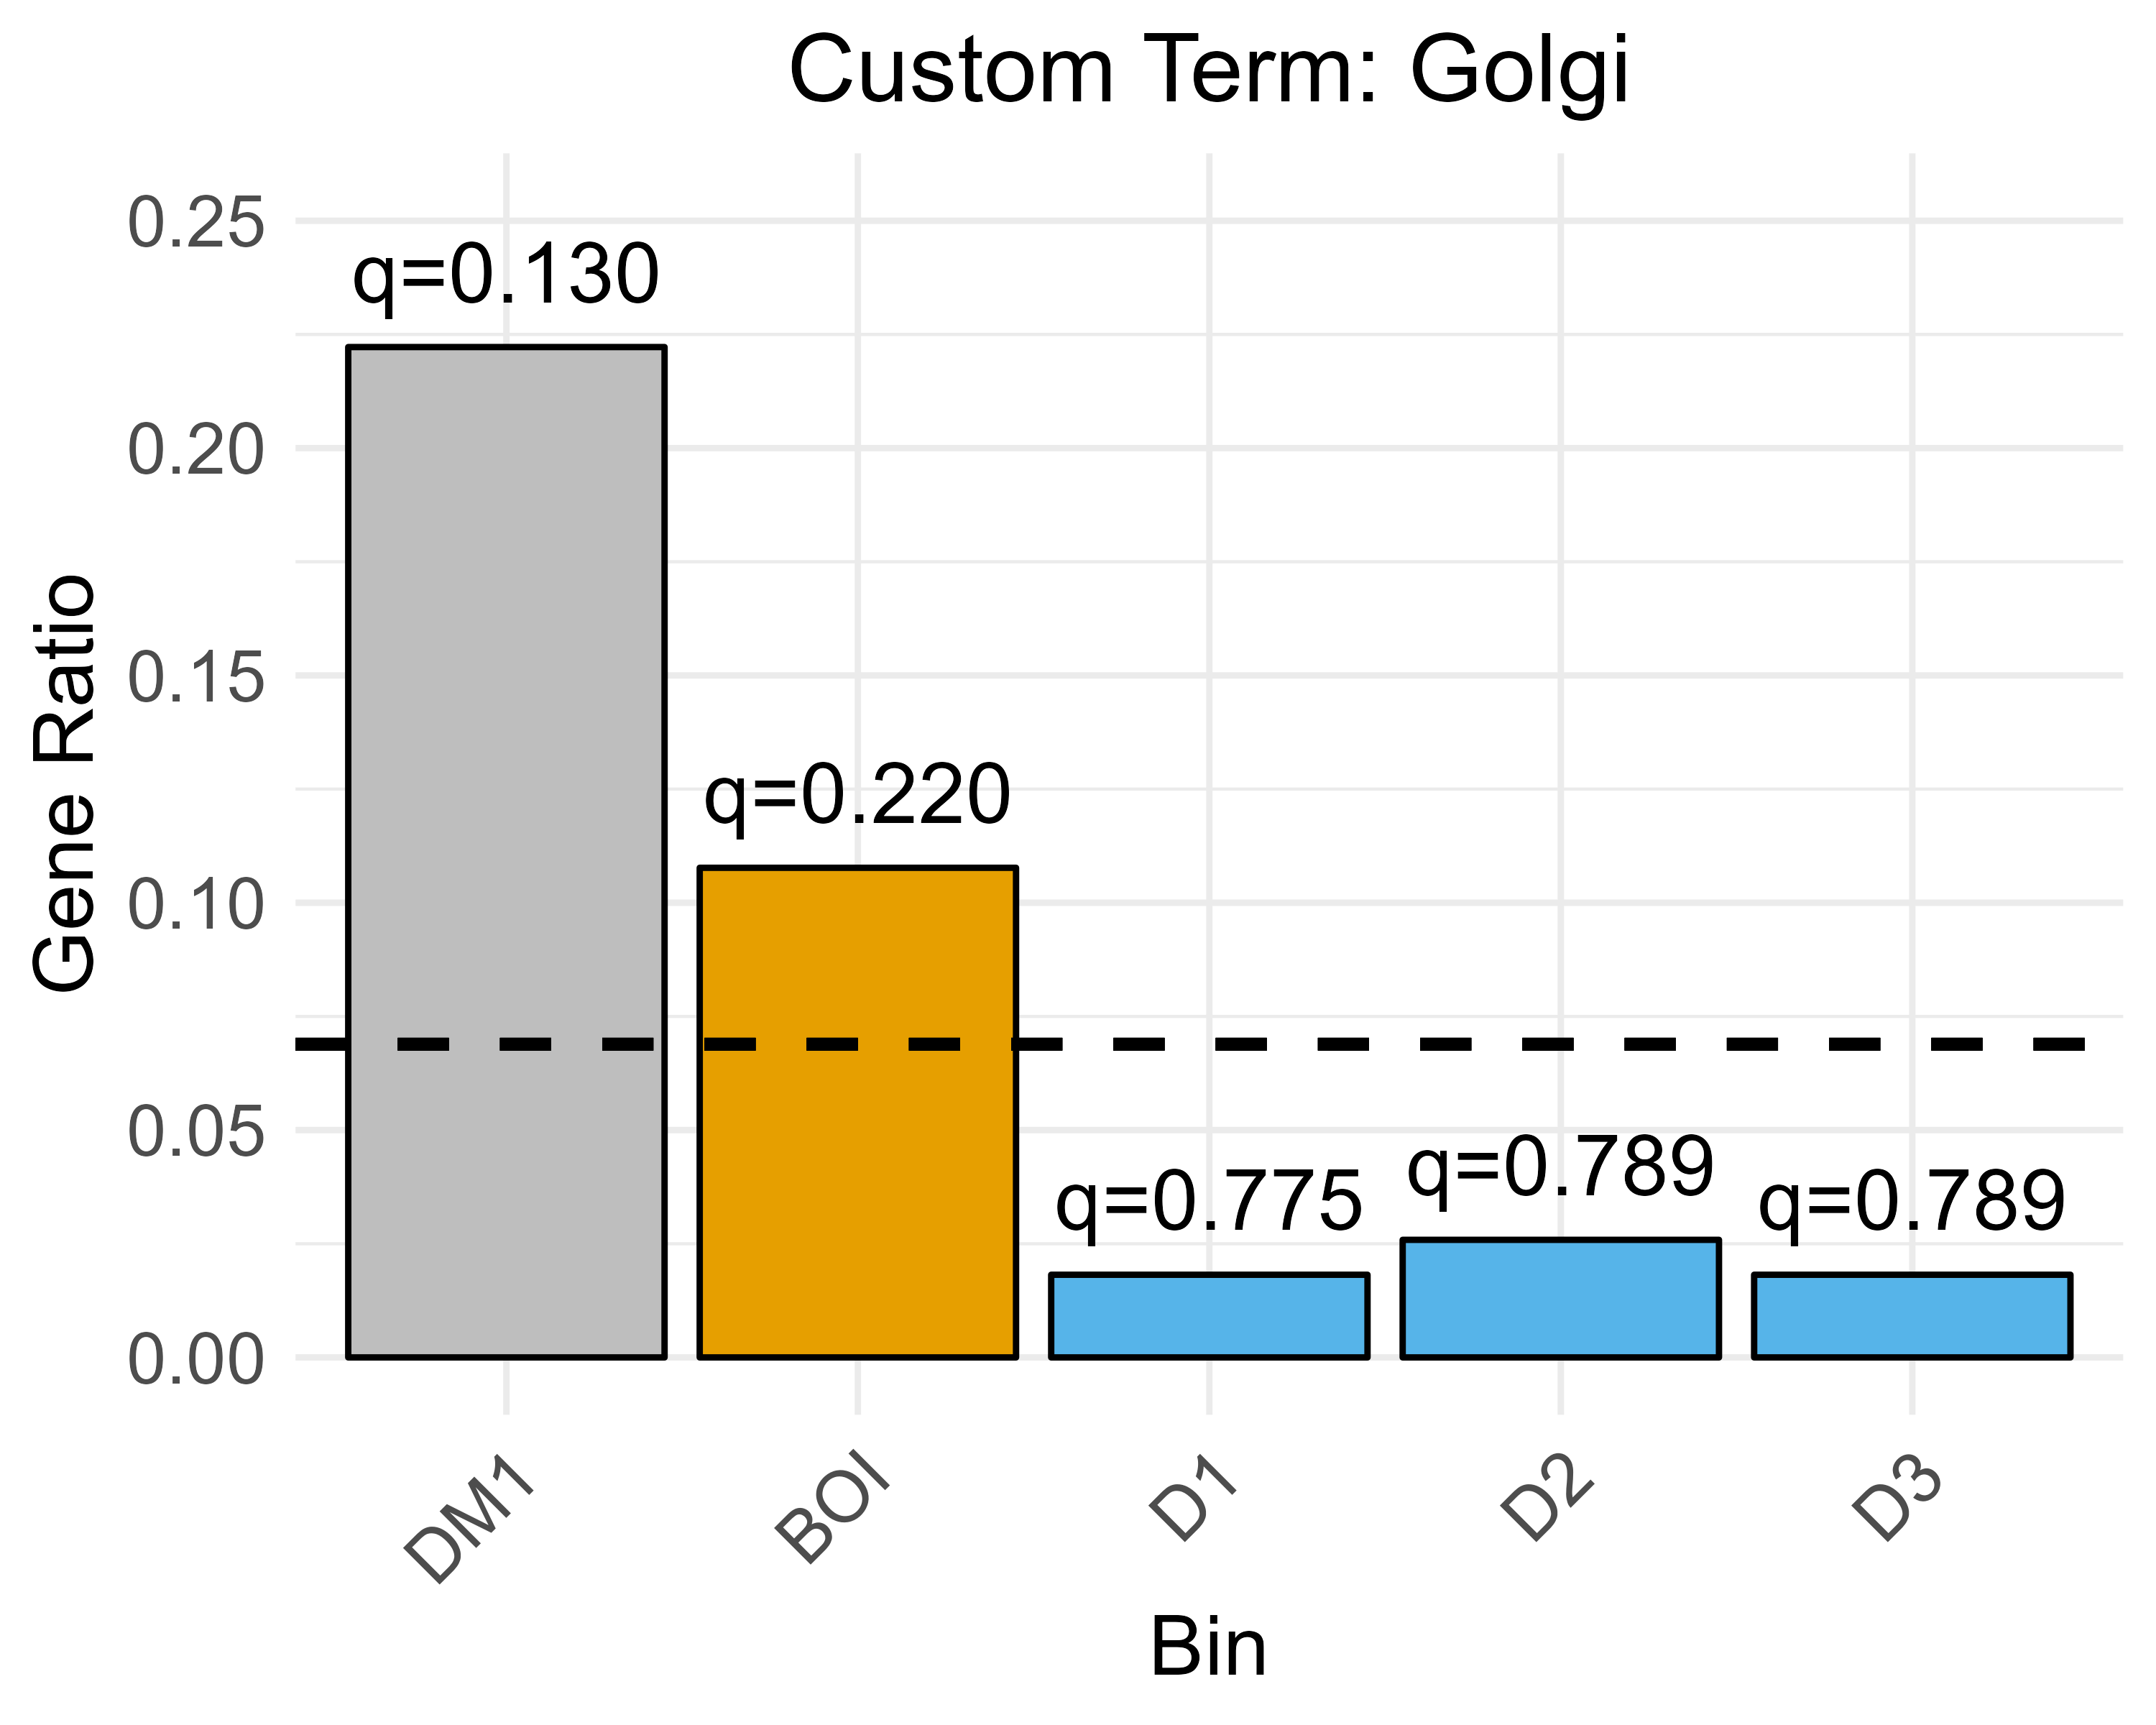 Custom Term: Golgi
Gene Ratio
0.25
0.20
0.15
0.10
0.05
0.00
q=0.130
q=0.220
q=0.775
q=0.789
q=0.789
DM1
BOI
D1
D2
D3
Bin